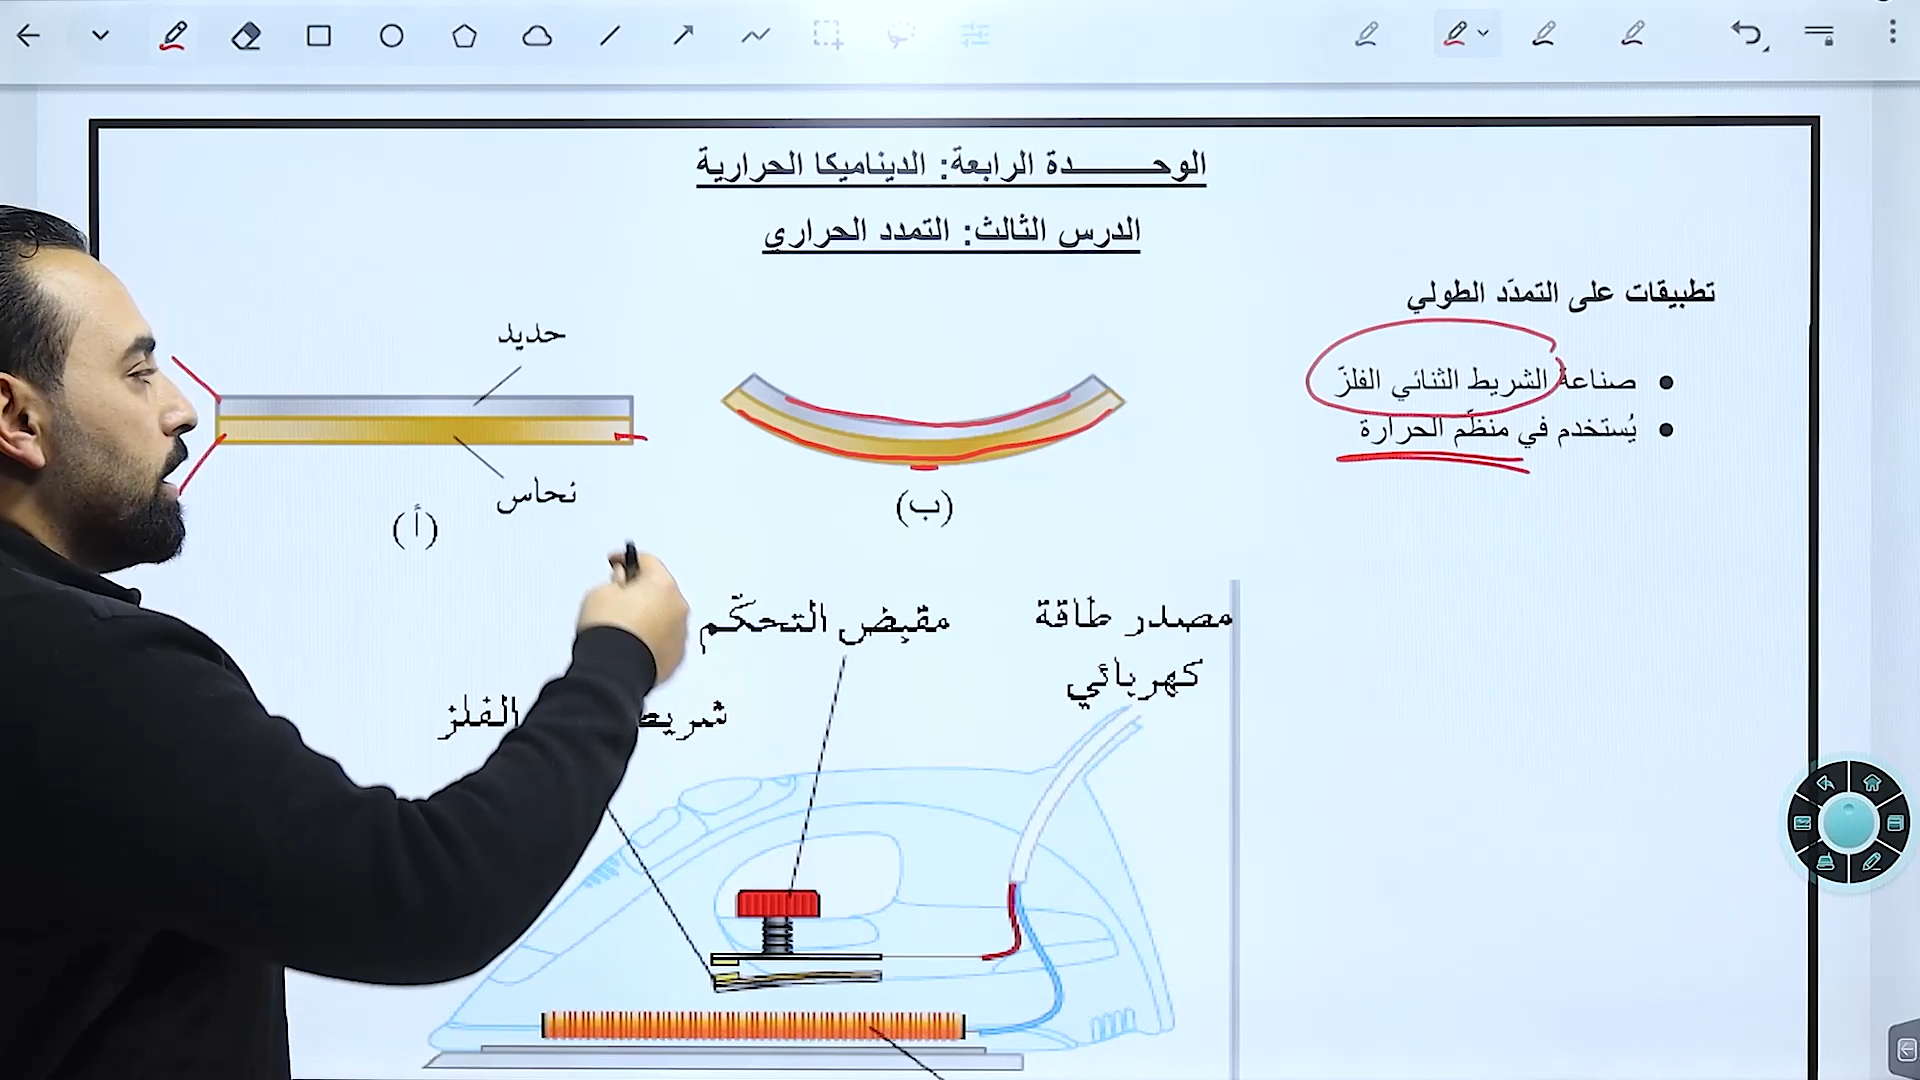 الوحـــــــدة الرابعة: الديناميكا الحرارية
الدرس الثالث: التمدد الحراري
تطبيقات على التمدّد الطولي
• صناعة الشريط الثنائي الفلزّ
• يُستخدم في منظّم الحرارة
حديد
نحاس
(أ)
(ب)
مصدر طاقة
كهربائي
مقبض التحكّم
شريط الفلز